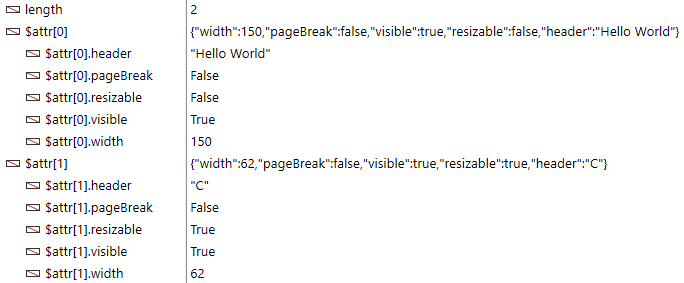 length 2
$attr[0] {"width":150,"pageBreak":false,"visible":true,"resizable":false,"header":"Hello World"}
$attr[0].header "Hello World"
$attr[0].pageBreak False
$attr[0].resizable False
$attr[0].visible True
$attr[0].width 150
$attr[1] {"width":62,"pageBreak":false,"visible":true,"resizable":true,"header":"C"}
$attr[1].header "C"
$attr[1].pageBreak False
$attr[1].resizable True
$attr[1].visible True
$attr[1].width 62